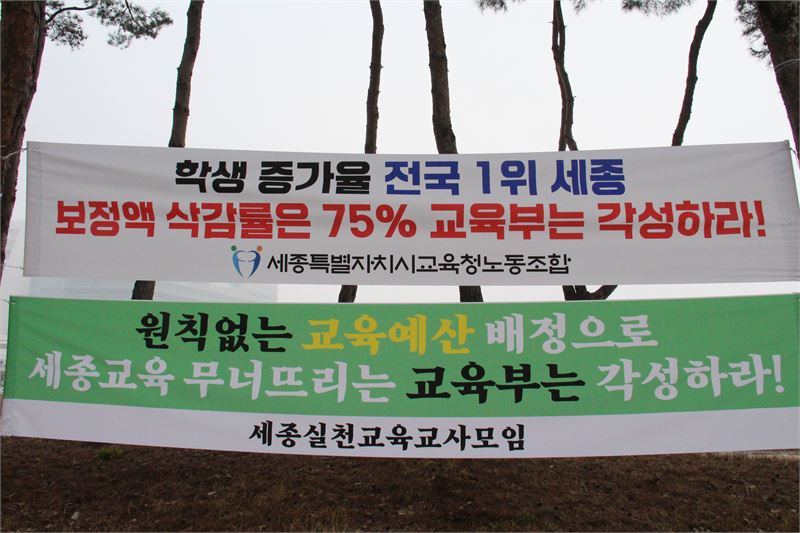 학생 증가율 전국 1위 세종
보정액 삭감률은 75% 교육부는 각성하라!
세종특별자치시교육청노동조합
원칙없는 교육예산 배정으로
세종교육 무너뜨리는 교육부는 각성하라!
세종실천교육교사모임